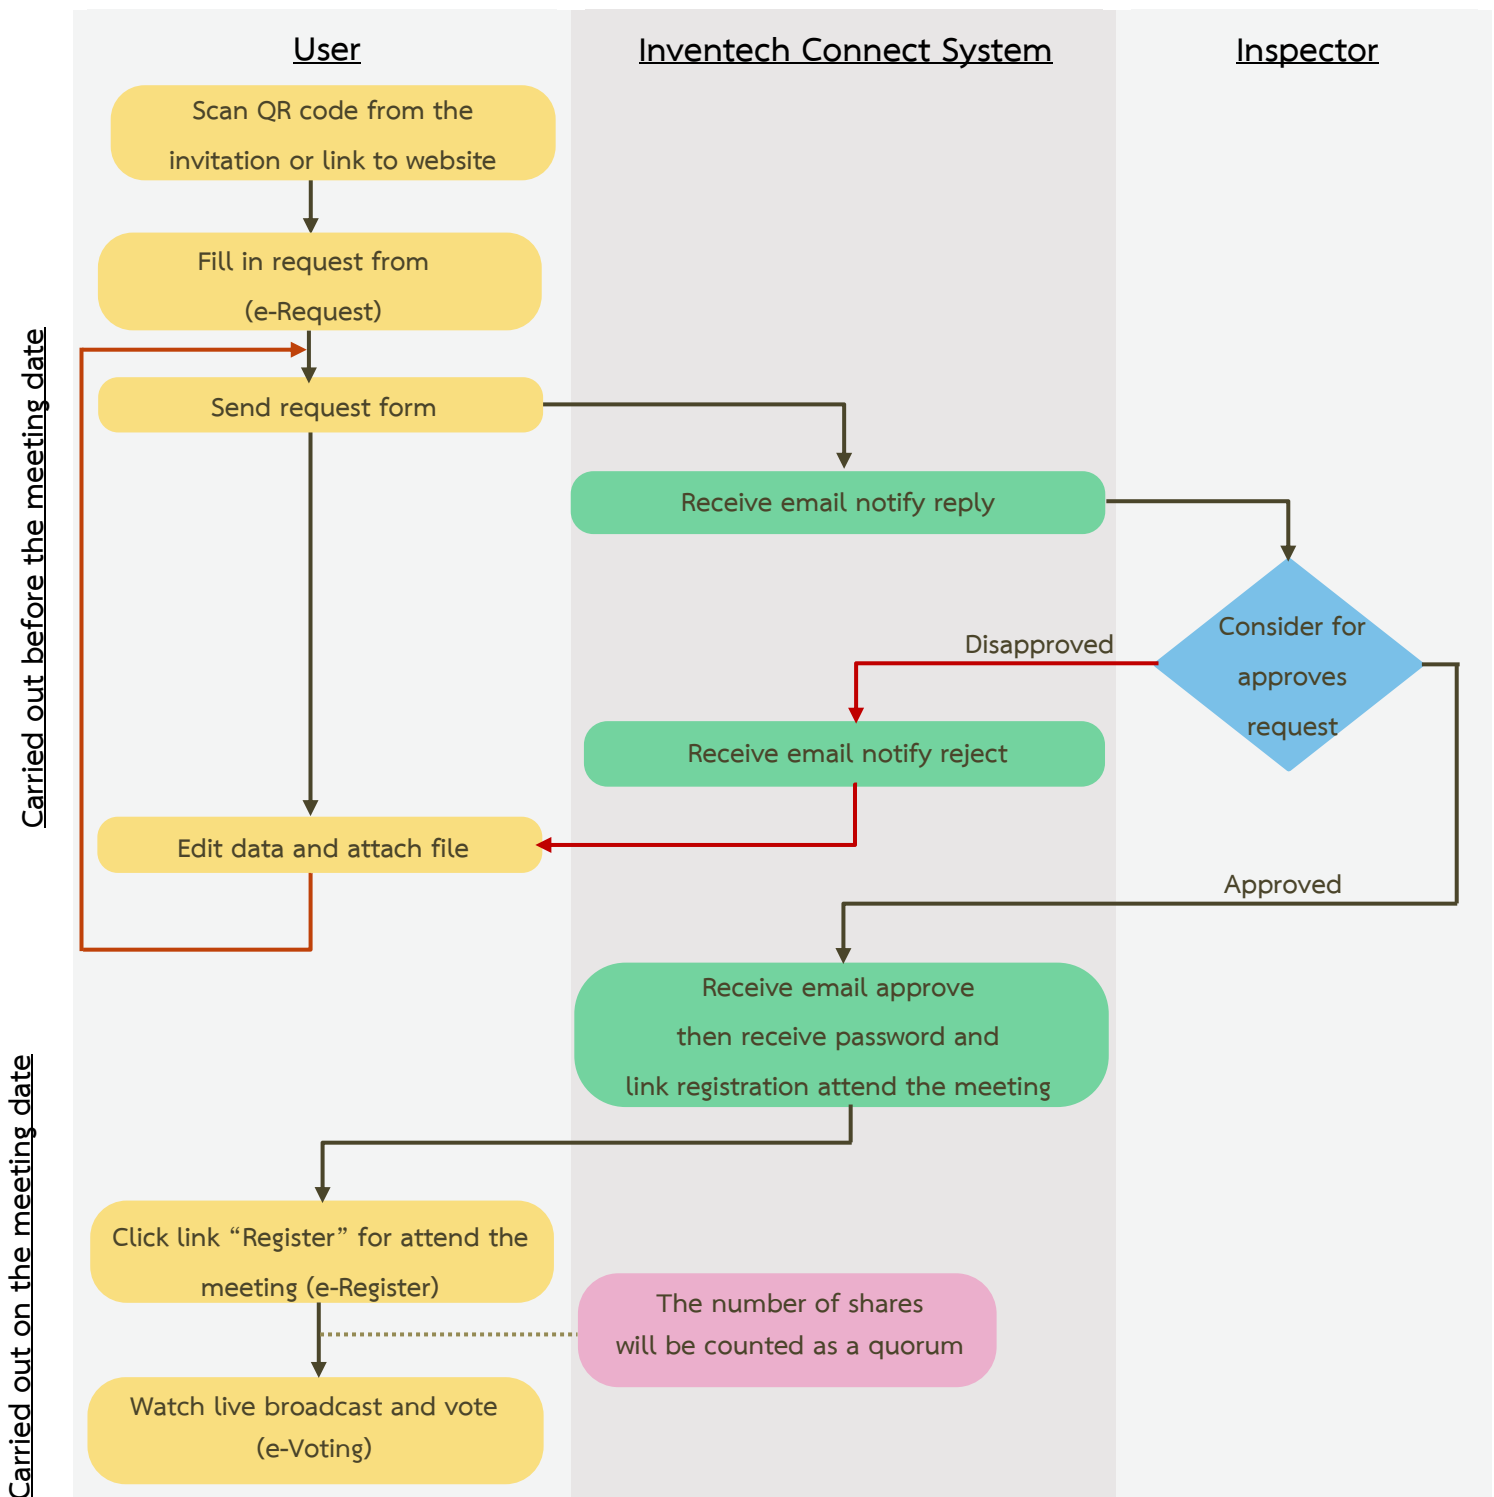 User
Inventech Connect System
Inspector
Scan QR code from the
invitation or link to website
Fill in request from
(e-Request)
Carried out before the meeting date
Send request form
Receive email notify reply
Consider for
approves
request
Disapproved
Receive email notify reject
Edit data and attach file
Approved
Receive email approve
then receive password and
link registration attend the meeting
Carried out on the meeting date
Click link “Register” for attend the
meeting (e-Register)
The number of shares
will be counted as a quorum
Watch live broadcast and vote
(e-Voting)